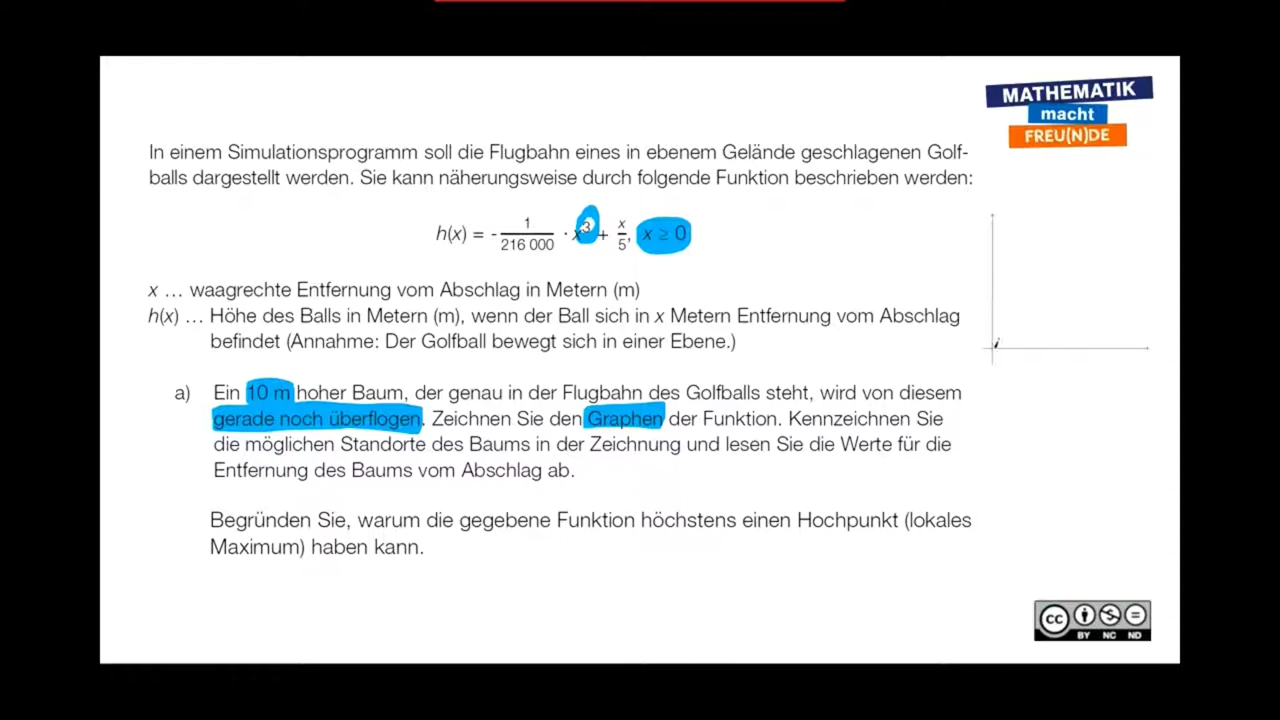 MATHEMATIK
macht
FREU(N)DE
In einem Simulationsprogramm soll die Flugbahn eines in ebenem Gelände geschlagenen Golf-
balls dargestellt werden. Sie kann näherungsweise durch folgende Funktion beschrieben werden:
h(x) = - 1/216 000 · x³ + x/5, x ≥ 0
x … waagrechte Entfernung vom Abschlag in Metern (m)
h(x) … Höhe des Balls in Metern (m), wenn der Ball sich in x Metern Entfernung vom Abschlag
befindet (Annahme: Der Golfball bewegt sich in einer Ebene.)
a) Ein 10 m hoher Baum, der genau in der Flugbahn des Golfballs steht, wird von diesem
gerade noch überflogen. Zeichnen Sie den Graphen der Funktion. Kennzeichnen Sie
die möglichen Standorte des Baums in der Zeichnung und lesen Sie die Werte für die
Entfernung des Baums vom Abschlag ab.
Begründen Sie, warum die gegebene Funktion höchstens einen Hochpunkt (lokales
Maximum) haben kann.
cc
BY NC ND